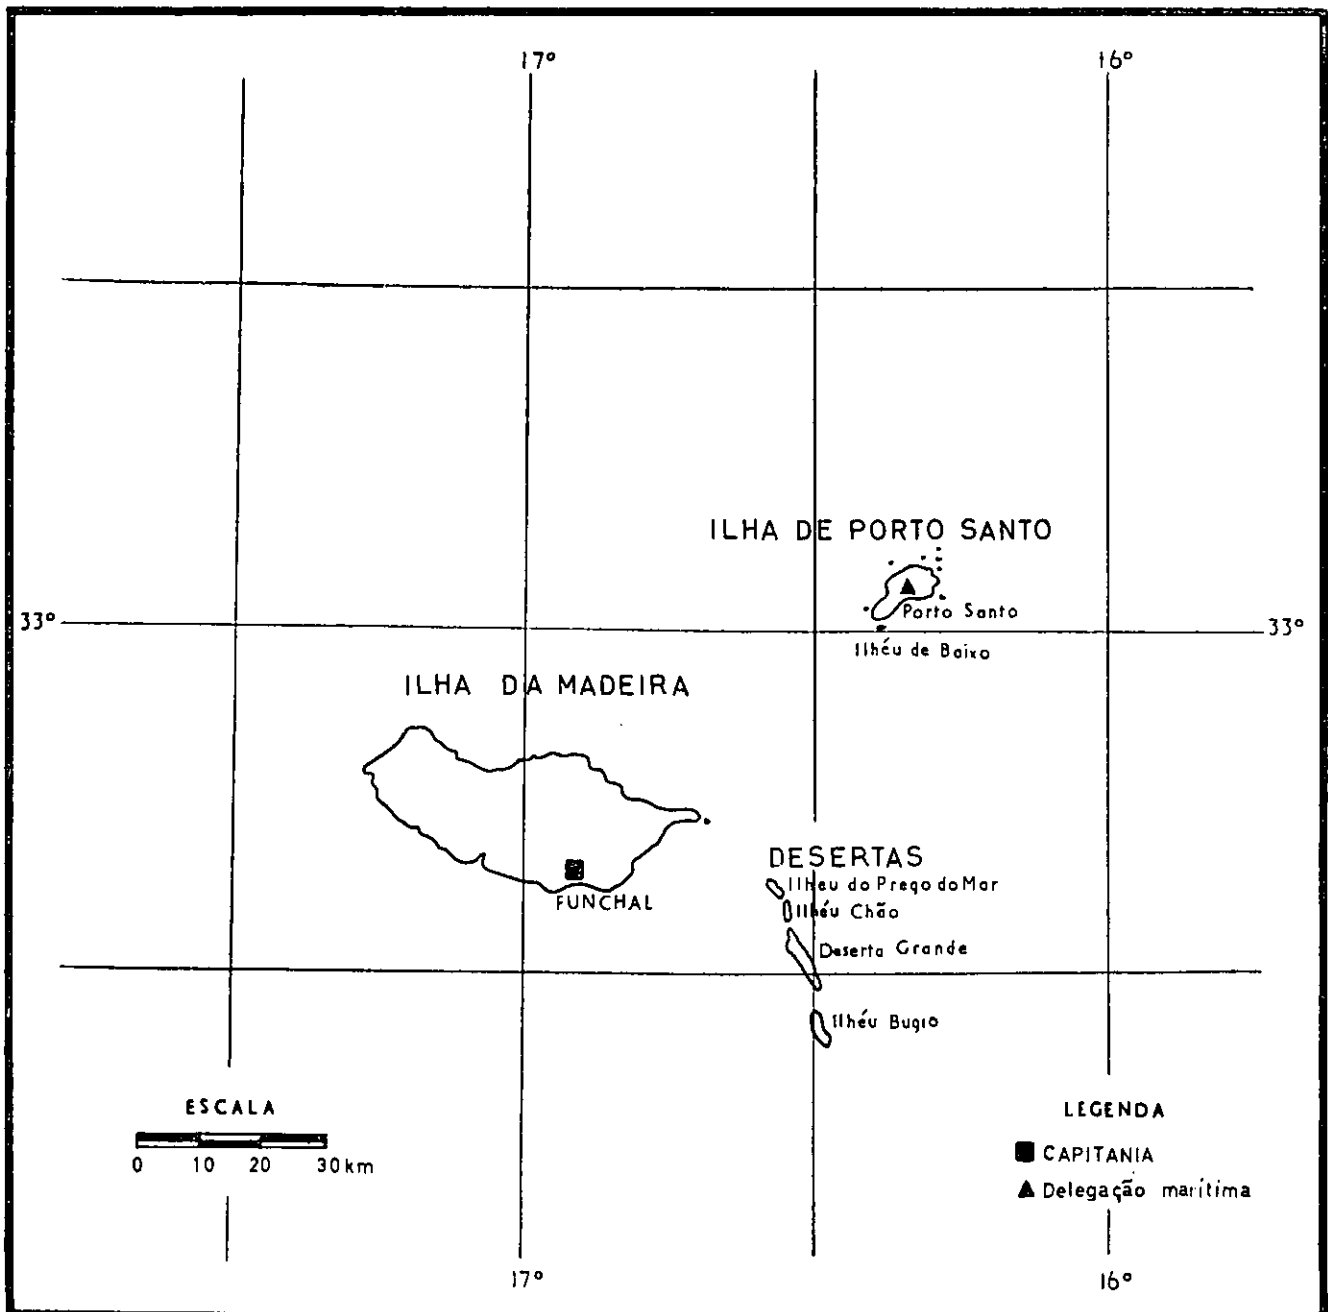 17° 16°
ILHA DE PORTO SANTO
Porto Santo
33° 33°
Ilhéu de Baixo
ILHA DA MADEIRA
DESERTAS
Ilheu do Prego do Mar
FUNCHAL
Ilhéu Chão
Deserta Grande
Ilhéu Bugio
ESCALA
0 10 20 30 km
LEGENDA
CAPITANIA
Delegação marítima
17° 16°